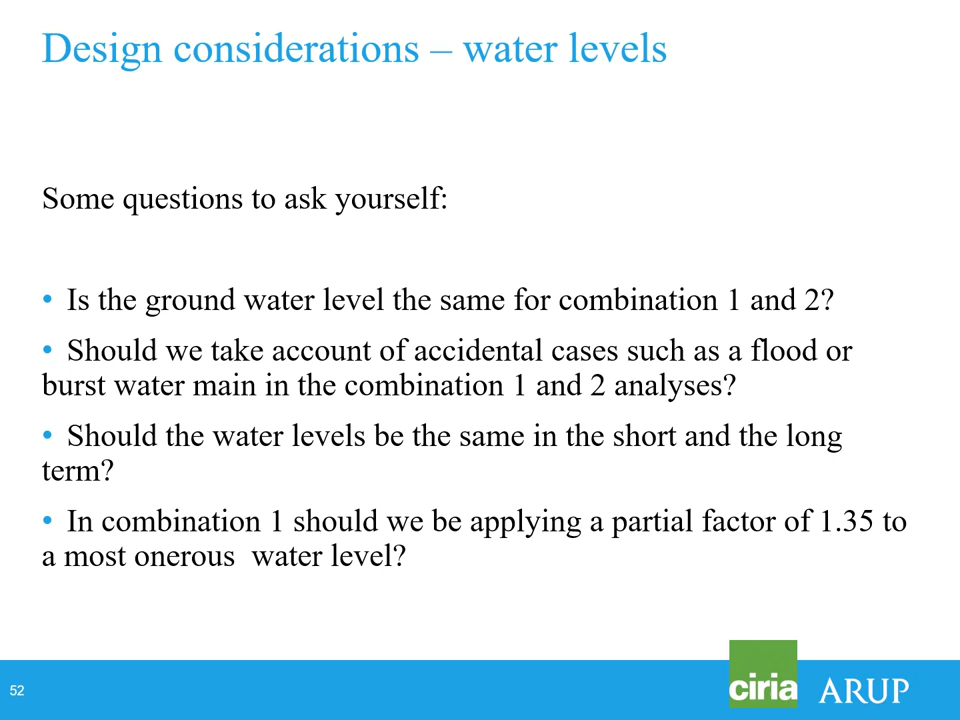 Design considerations – water levels
Some questions to ask yourself:
• Is the ground water level the same for combination 1 and 2?
• Should we take account of accidental cases such as a flood or
burst water main in the combination 1 and 2 analyses?
• Should the water levels be the same in the short and the long
term?
• In combination 1 should we be applying a partial factor of 1.35 to
a most onerous  water level?
52
ciria
ARUP